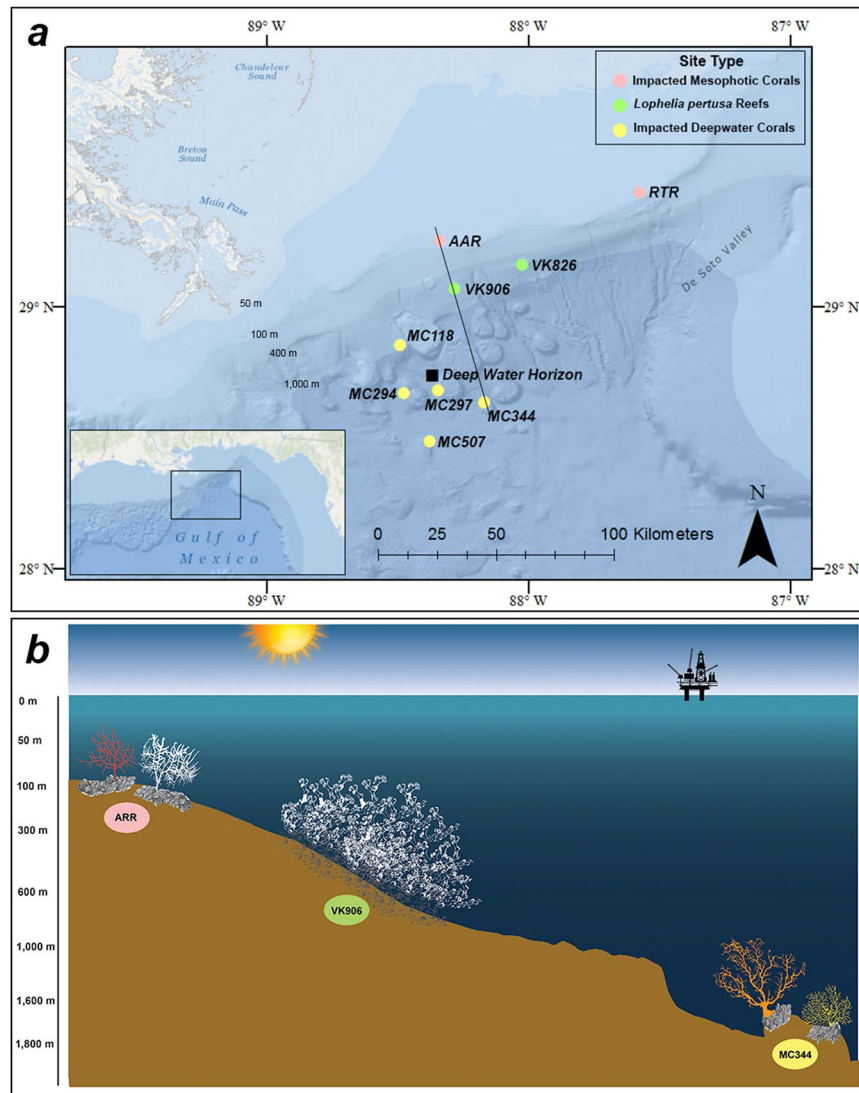 a
89° W
88° W
87° W
Site Type
Impacted Mesophotic Corals
Lophelia pertusa Reefs
Impacted Deepwater Corals
Chandeleur
Sound
Breton
Sound
Main Pass
RTR
AAR
VK826
De Soto Valley
VK906
29° N
29° N
50 m
100 m
400 m
1,000 m
MC118
Deep Water Horizon
MC294
MC297
MC344
MC507
Gulf of
Mexico
0 25 50 100 Kilometers
N
28° N
28° N
89° W
88° W
87° W
b
0 m
50 m
100 m
ARR
300 m
600 m
VK906
1,000 m
1,600 m
1,800 m
MC344